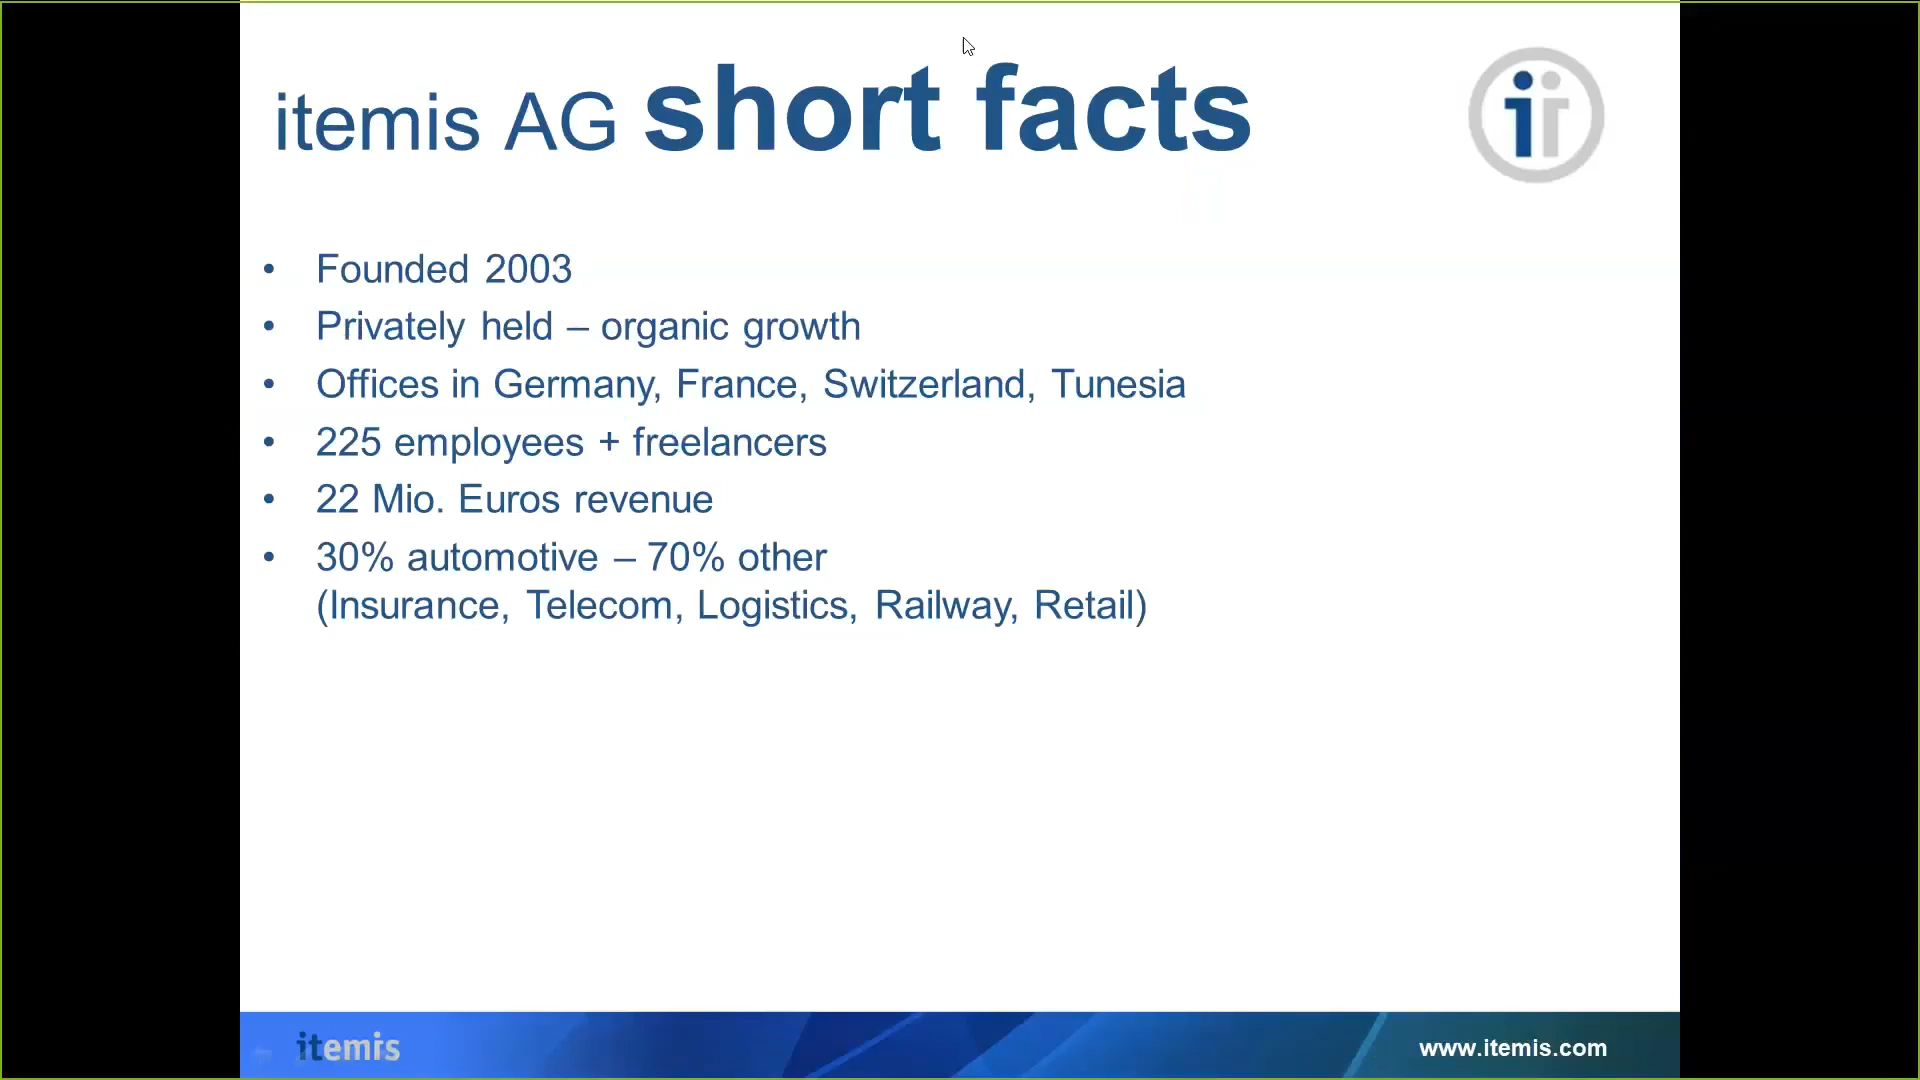 itemis AG short facts
• Founded 2003
• Privately held – organic growth
• Offices in Germany, France, Switzerland, Tunesia
• 225 employees + freelancers
• 22 Mio. Euros revenue
• 30% automotive – 70% other
(Insurance, Telecom, Logistics, Railway, Retail)
itemis
www.itemis.com